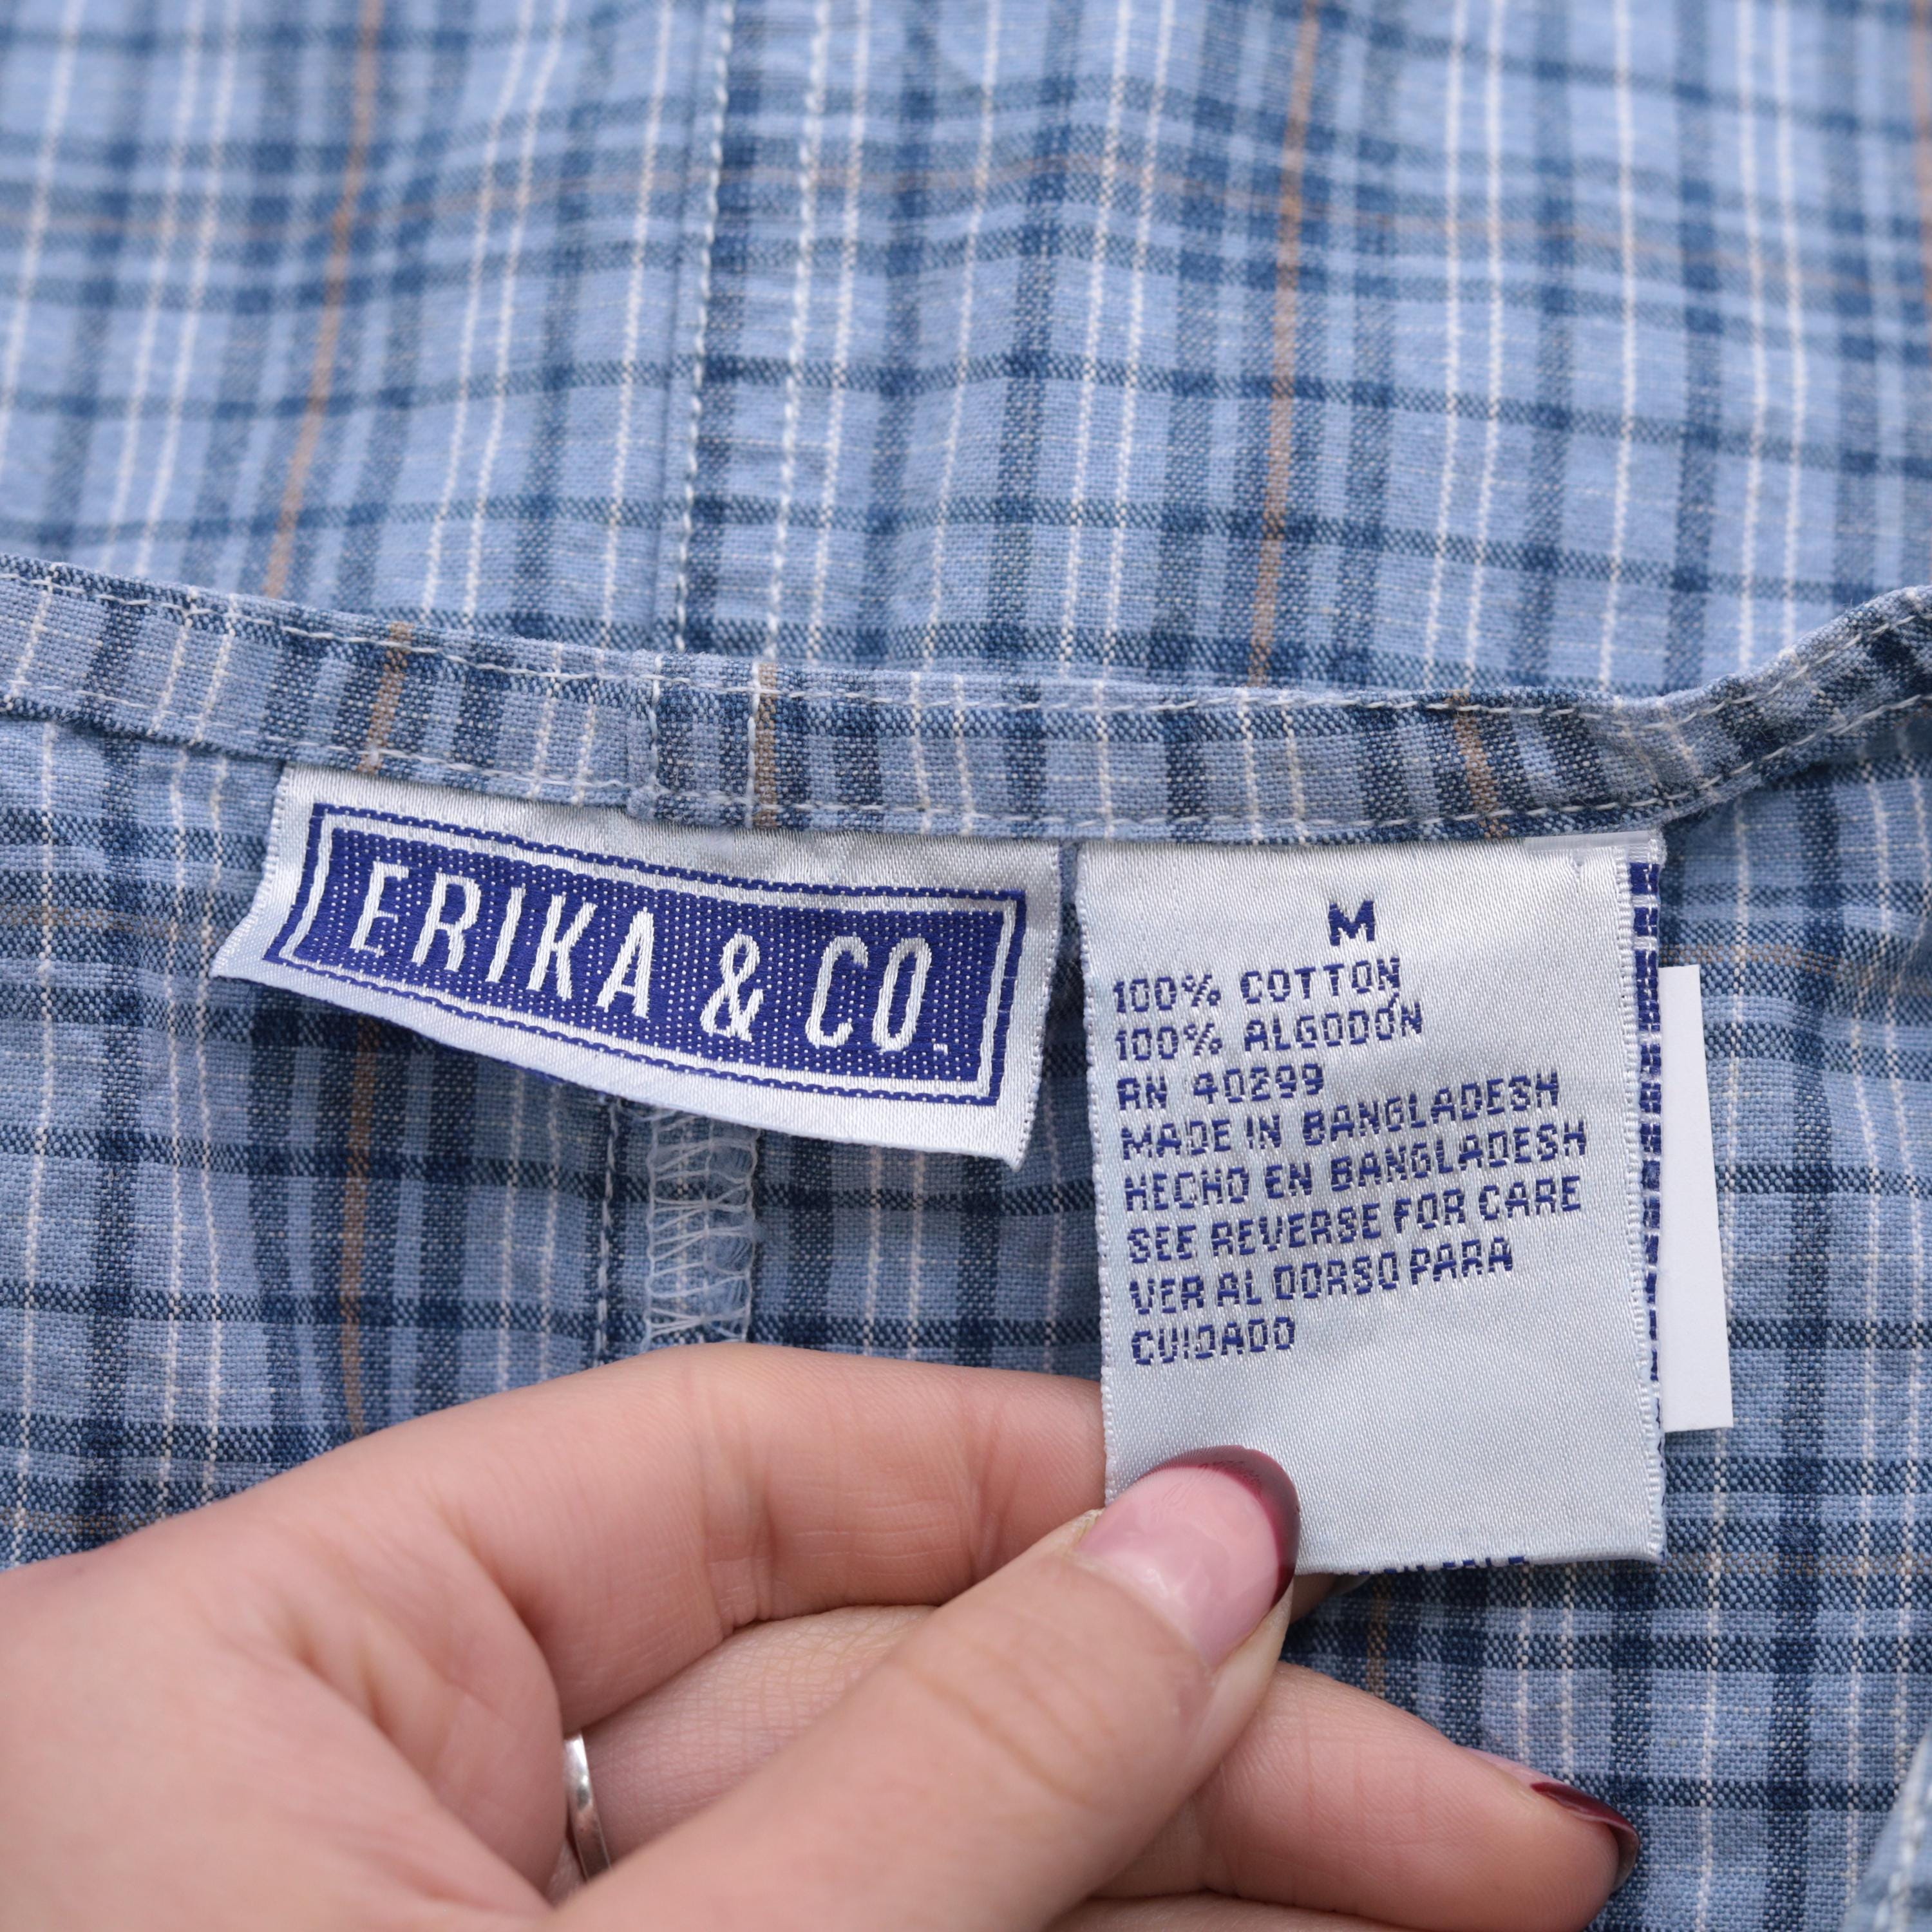 ERIKA & CO.
M
100% COTTON
100% ALGODÓN
RN 40299
MADE IN BANGLADESH
HECHO EN BANGLADESH
SEE REVERSE FOR CARE
VER AL DORSO PARA
CUIDADO